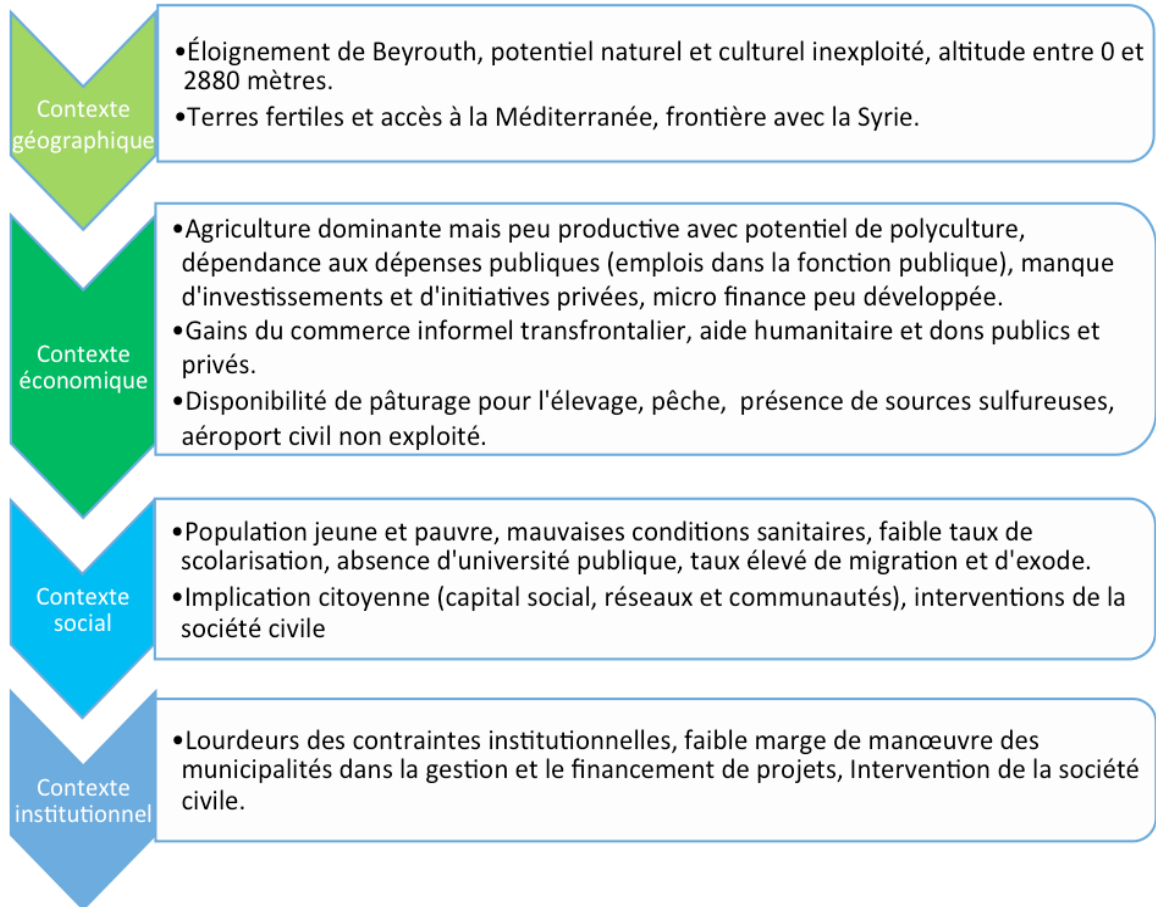 Contexte
géographique
•Éloignement de Beyrouth, potentiel naturel et culturel inexploité, altitude entre 0 et
2880 mètres.
•Terres fertiles et accès à la Méditerranée, frontière avec la Syrie.
Contexte
économique
•Agriculture dominante mais peu productive avec potentiel de polyculture,
dépendance aux dépenses publiques (emplois dans la fonction publique), manque
d'investissements et d'initiatives privées, micro finance peu développée.
•Gains du commerce informel transfrontalier, aide humanitaire et dons publics et
privés.
•Disponibilité de pâturage pour l'élevage, pêche, présence de sources sulfureuses,
aéroport civil non exploité.
Contexte
social
•Population jeune et pauvre, mauvaises conditions sanitaires, faible taux de
scolarisation, absence d'université publique, taux élevé de migration et d'exode.
•Implication citoyenne (capital social, réseaux et communautés), interventions de la
société civile
Contexte
institutionnel
•Lourdeurs des contraintes institutionnelles, faible marge de manœuvre des
municipalités dans la gestion et le financement de projets, Intervention de la société
civile.